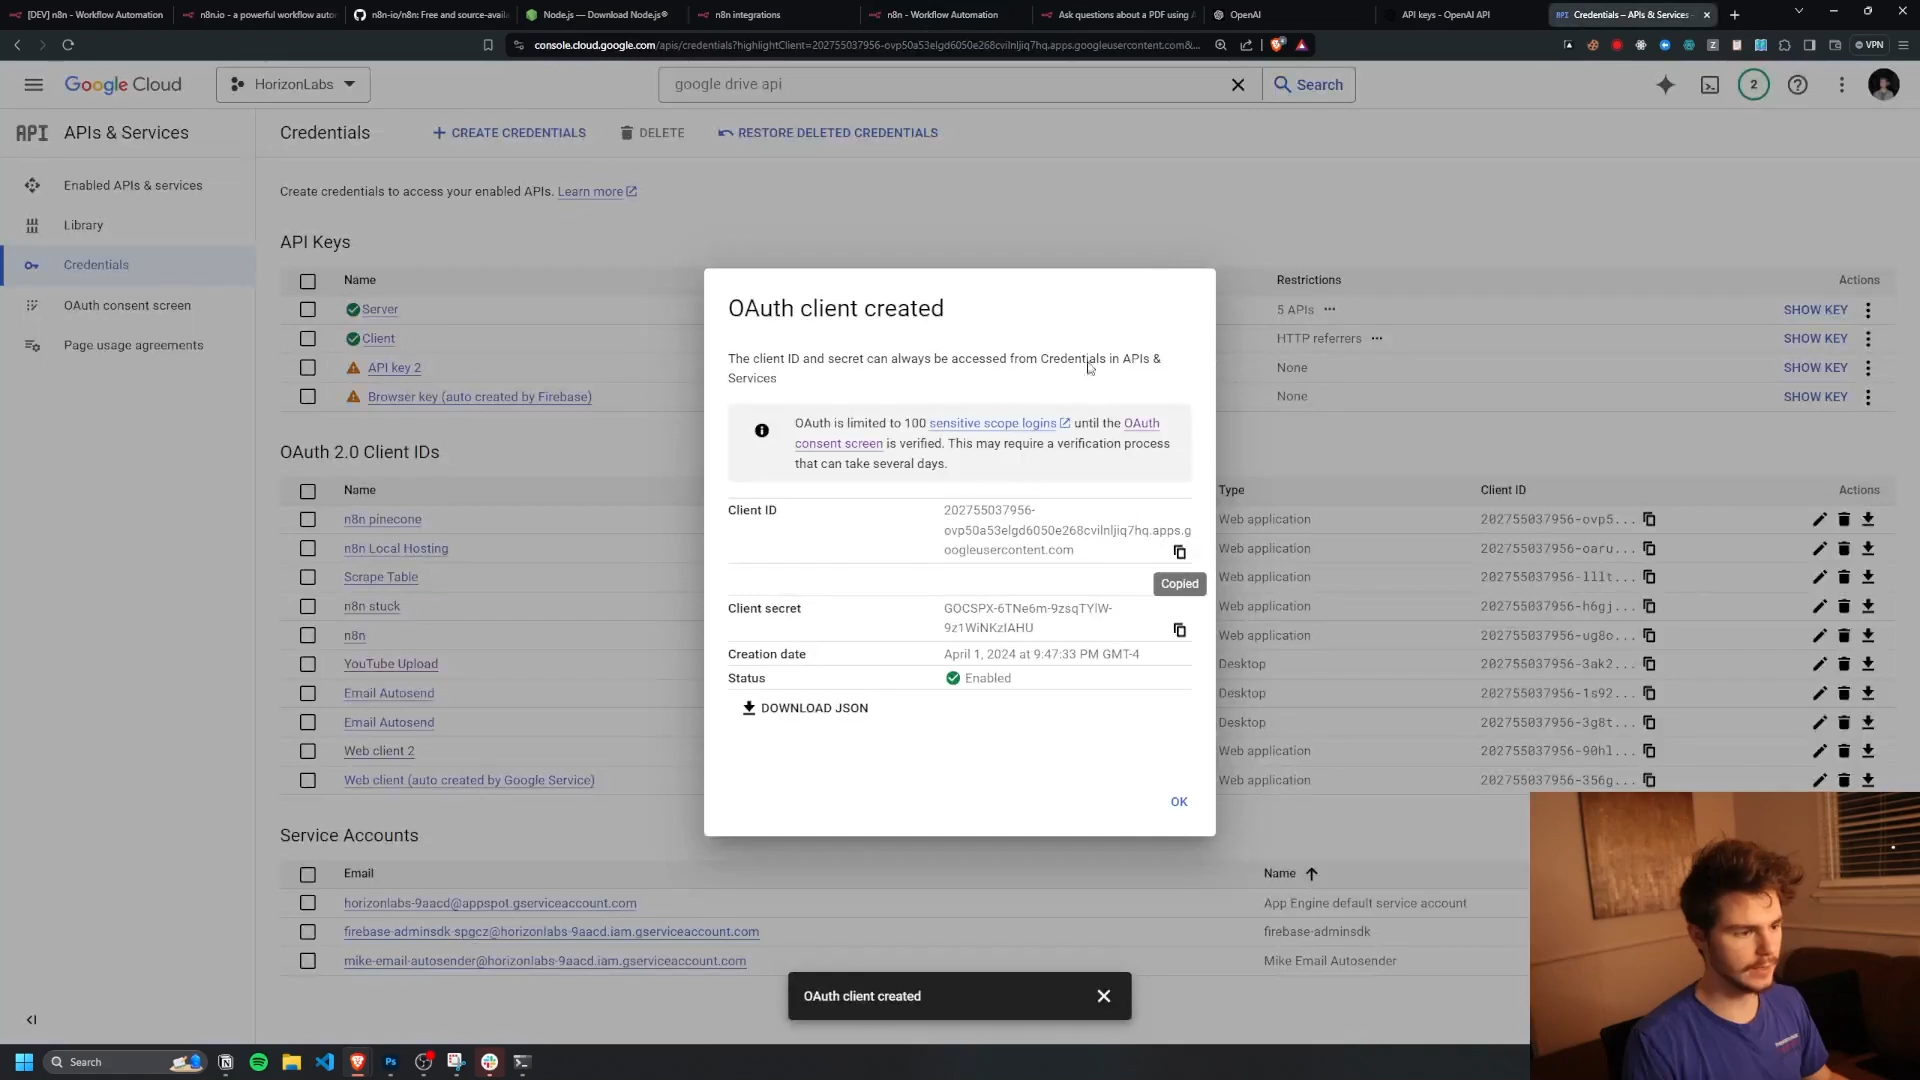 [DEV] n8n - Workflow Automation
n8n.io - a powerful workflow auto
n8n-io/n8n: Free and source-avail
Node.js — Download Node.js®
n8n integrations
n8n - Workflow Automation
Ask questions about a PDF using
OpenAI
API keys - OpenAI API
API Credentials – APIs & Services
console.cloud.google.com/apis/credentials?highlightClient=202755037956-ovp50a53elgd6050e268cvilnljiq7hq.apps.googleusercontent.com&...
VPN
Google Cloud
HorizonLabs
google drive api
Search
2
API APIs & Services
Credentials
CREATE CREDENTIALS
DELETE
RESTORE DELETED CREDENTIALS
Enabled APIs & services
Library
Credentials
OAuth consent screen
Page usage agreements
Create credentials to access your enabled APIs. Learn more
API Keys
Name
Restrictions
Actions
Server
5 APIs
SHOW KEY
Client
HTTP referrers
SHOW KEY
API key 2
None
SHOW KEY
Browser key (auto created by Firebase)
None
SHOW KEY
OAuth 2.0 Client IDs
Name
Type
Client ID
Actions
n8n pinecone
Web application
202755037956-ovp5...
n8n Local Hosting
Web application
202755037956-oaru...
Scrape Table
Web application
202755037956-lllt...
n8n stuck
Web application
202755037956-h6gj...
n8n
Web application
202755037956-ug8o...
YouTube Upload
Desktop
202755037956-3ak2...
Email Autosend
Desktop
202755037956-1s92...
Email Autosend
Desktop
202755037956-3g8t...
Web client 2
Web application
202755037956-90hl...
Web client (auto created by Google Service)
Web application
202755037956-356g...
Service Accounts
Email
Name
horizonlabs-9aacd@appspot.gserviceaccount.com
App Engine default service account
firebase-adminsdk-spgcz@horizonlabs-9aacd.iam.gserviceaccount.com
firebase-adminsdk
mike-email-autosender@horizonlabs-9aacd.iam.gserviceaccount.com
Mike Email Autosender
OAuth client created
The client ID and secret can always be accessed from Credentials in APIs &
Services
OAuth is limited to 100 sensitive scope logins until the OAuth
consent screen is verified. This may require a verification process
that can take several days.
Client ID
202755037956-
ovp50a53elgd6050e268cvilnljiq7hq.apps.g
oogleusercontent.com
Copied
Client secret
GOCSPX-6TNe6m-9zsqTYlW-
9z1WiNKzIAHU
Creation date
April 1, 2024 at 9:47:33 PM GMT-4
Status
Enabled
DOWNLOAD JSON
OK
OAuth client created
Search
Ps